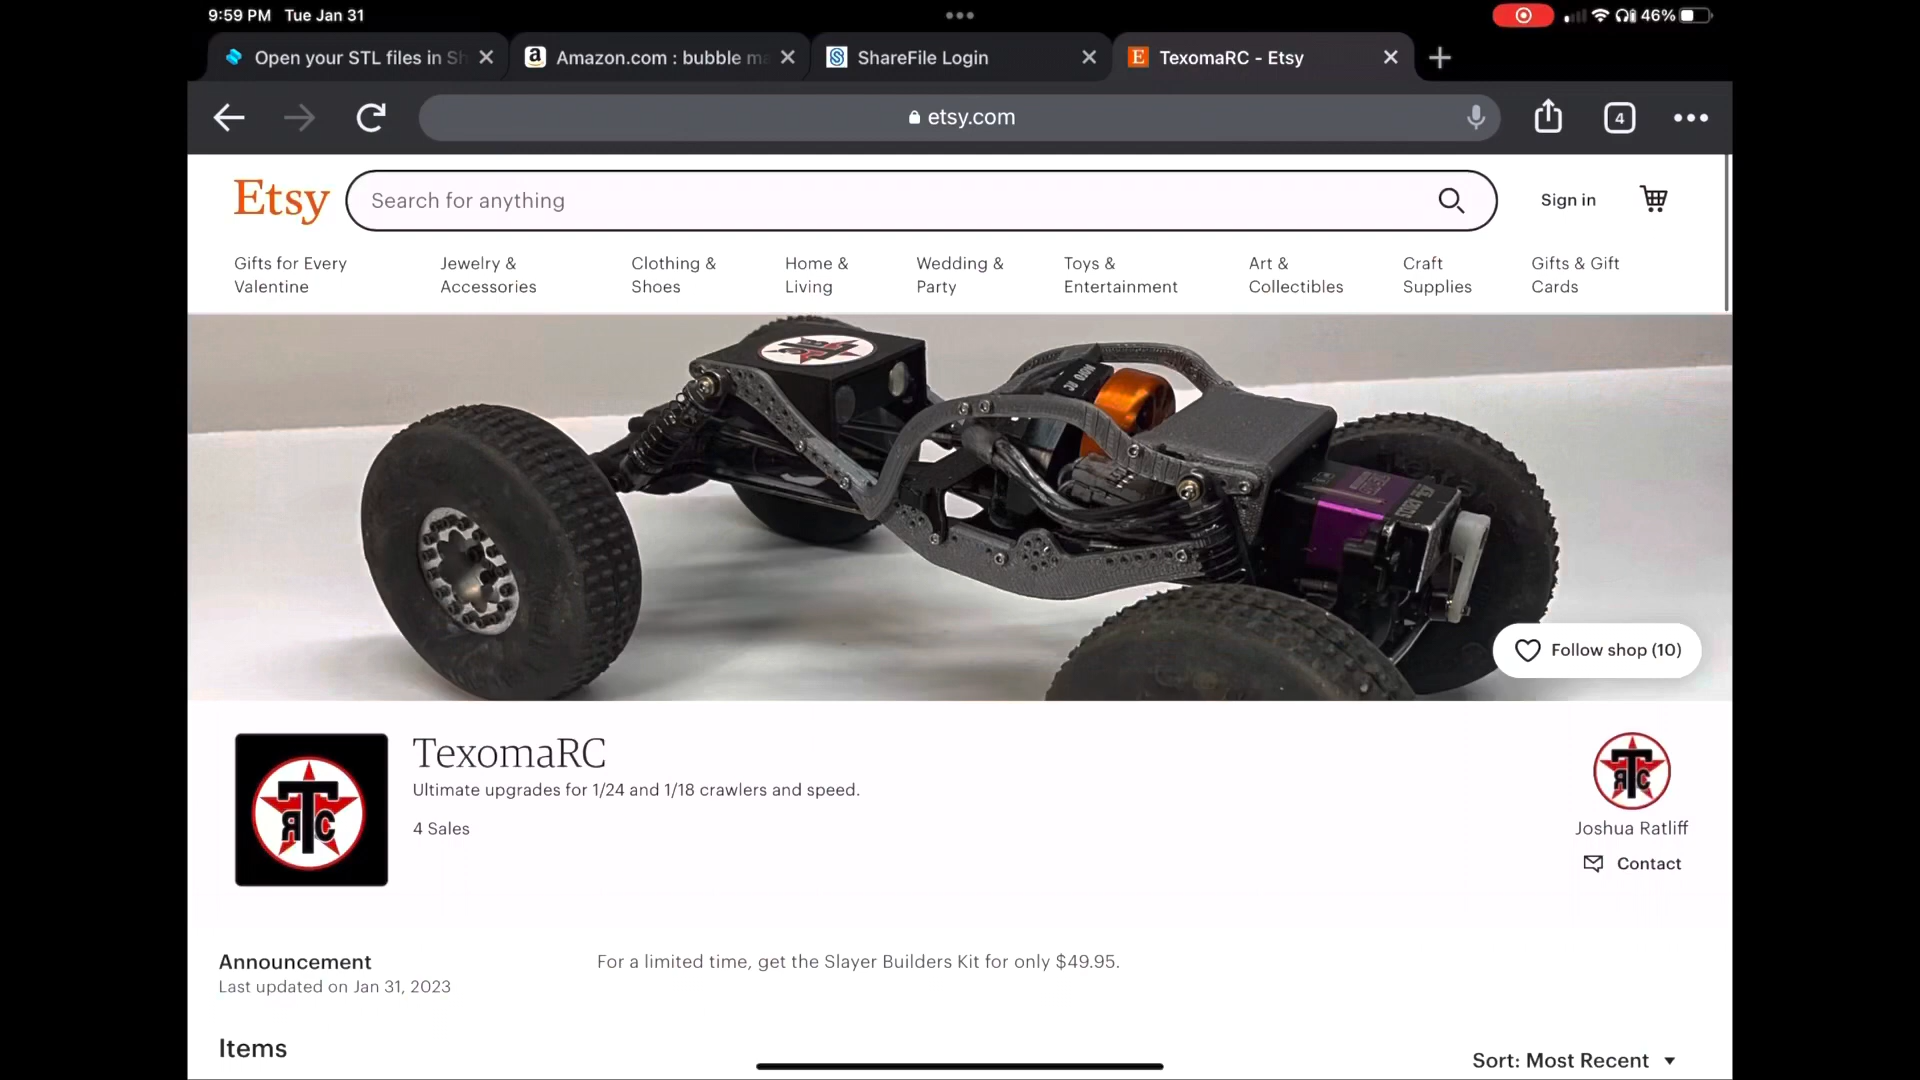 9:59 PM Tue Jan 31
46%
Open your STL files in Sh
Amazon.com : bubble ma
ShareFile Login
TexomaRC - Etsy
etsy.com
4
Etsy
Search for anything
Sign in
Gifts for Every Valentine
Jewelry & Accessories
Clothing & Shoes
Home & Living
Wedding & Party
Toys & Entertainment
Art & Collectibles
Craft Supplies
Gifts & Gift Cards
Follow shop (10)
TRC
TexomaRC
Ultimate upgrades for 1/24 and 1/18 crawlers and speed.
4 Sales
TRC
Joshua Ratliff
Contact
Announcement
Last updated on Jan 31, 2023
For a limited time, get the Slayer Builders Kit for only $49.95.
Items
Sort: Most Recent